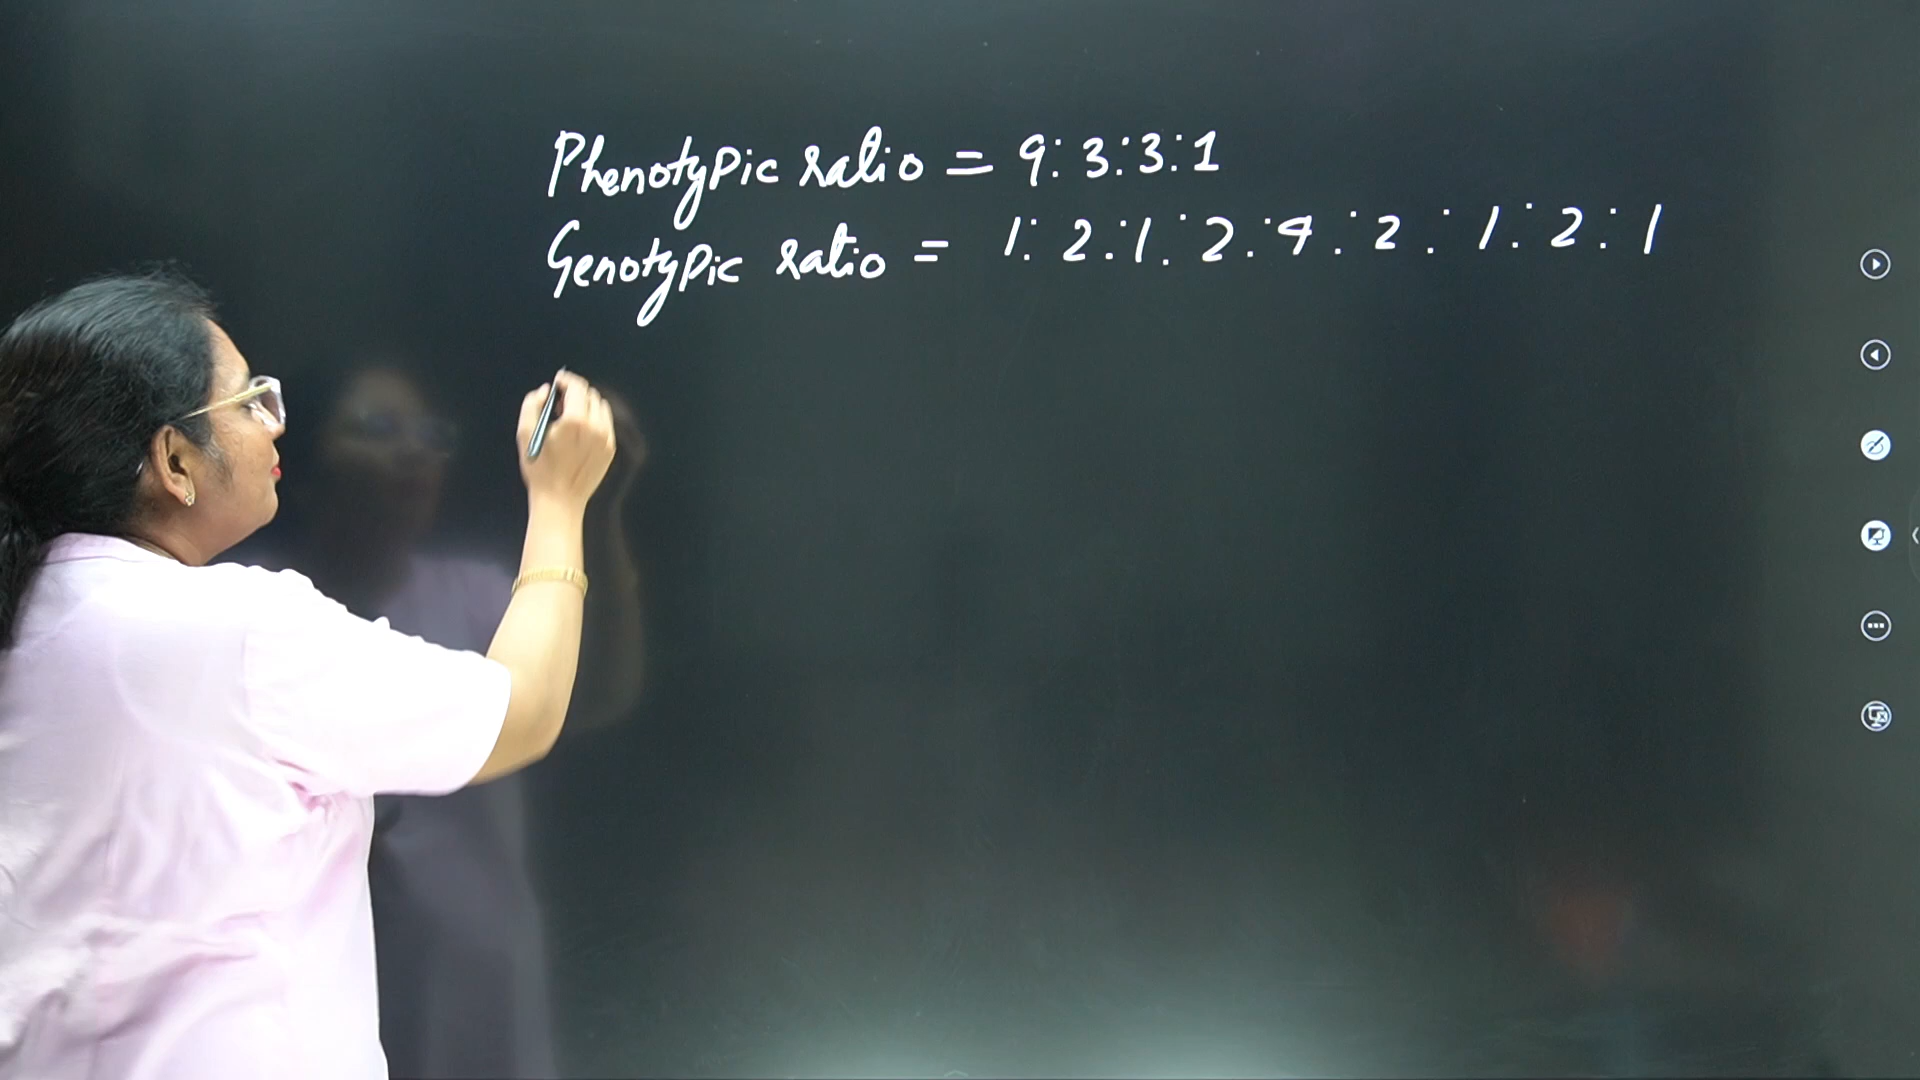 Phenotypic ratio = 9:3:3:1
Genotypic ratio = 1:2:1:2:4:2:1:2:1